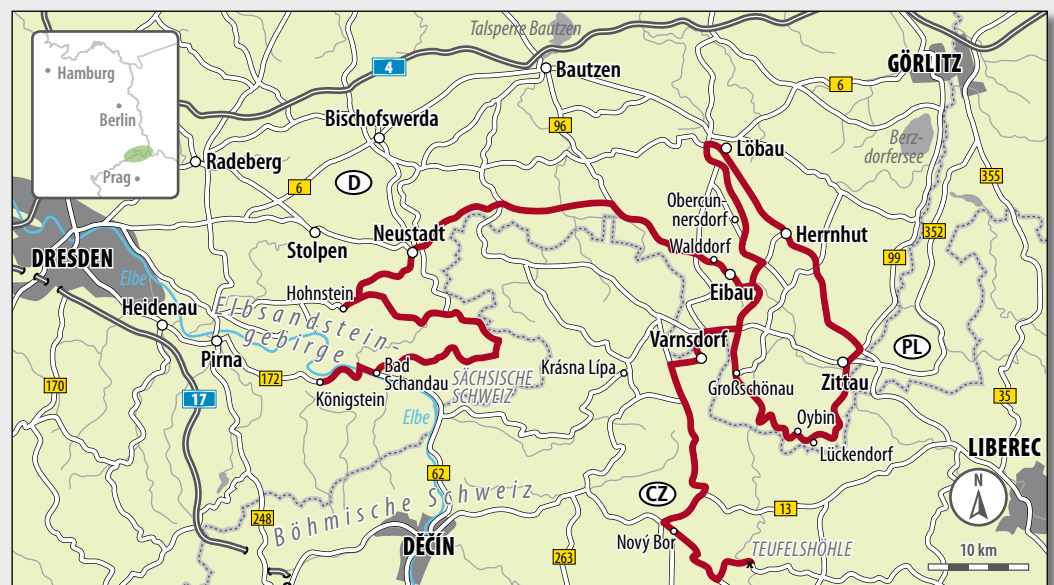 Talsperre Bautzen
Hamburg
Berlin
Prag
4
Bautzen
GÖRLITZ
6
Bischofswerda
96
Löbau
Berz-
dorfersee
Radeberg
355
6
D
Obercun-
nersdorf
Herrnhut
352
Stolpen
Neustadt
Walddorf
99
DRESDEN
Elbe
Eibau
Hohnstein
Heidenau
Elbsandstein-
gebirge
Varnsdorf
PL
Pirna
Bad
Schandau
Krásna Lípa
Zittau
170
172
SÄCHSISCHE
SCHWEIZ
Großschönau
17
Königstein
35
Elbe
Oybin
Lückendorf
LIBEREC
62
N
Böhmische Schweiz
CZ
13
248
DĚČÍN
Nový Bor
TEUFELSHÖHLE
263
10 km